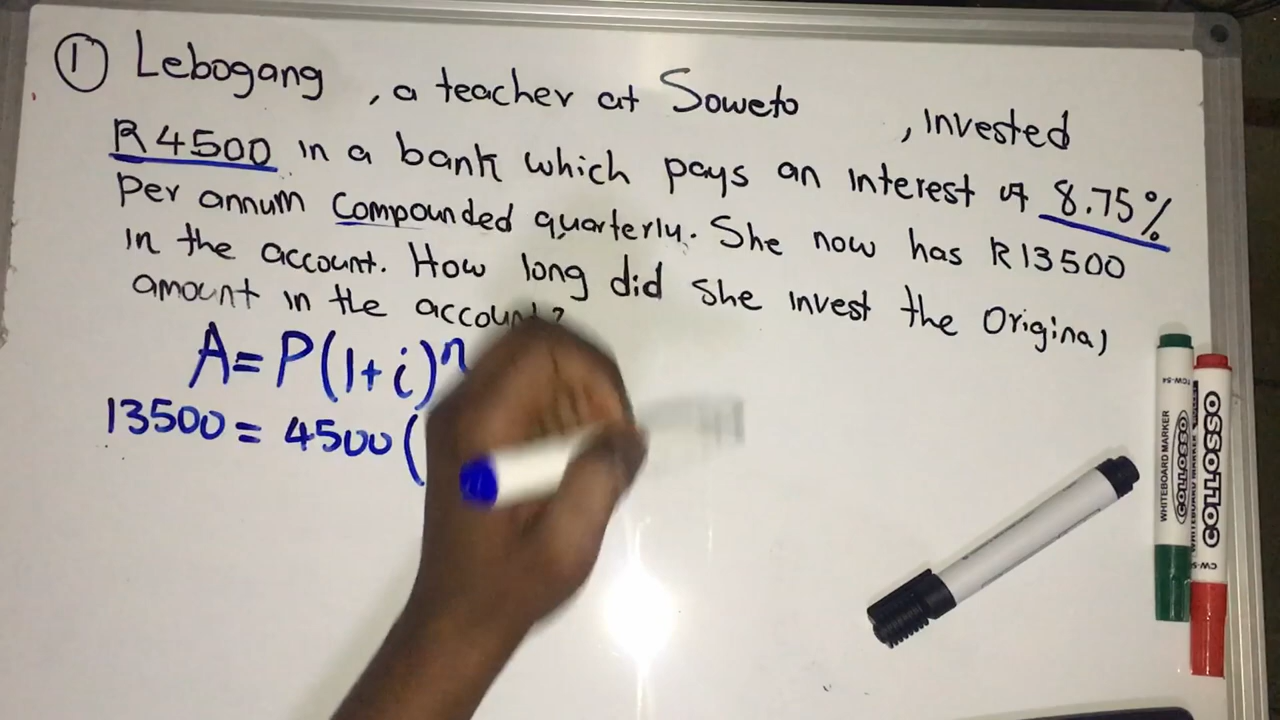 ① Lebogang , a teacher at Soweto , invested
R4500 in a bank which pays an interest of 8.75%
per annum compounded quarterly. She now has R13500
in the account. How long did she invest the Original
amount in the account?
A=P(1+i)ⁿ
13500 = 4500(
WHITEBOARD MARKER
COLLOSSO
COLLOSSO